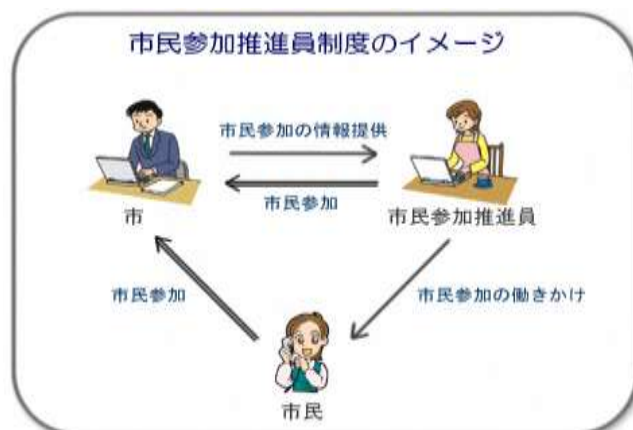 市民参加推進員制度のイメージ
市民参加の情報提供
市民参加
市
市民参加推進員
市民参加
市民参加の働きかけ
市民